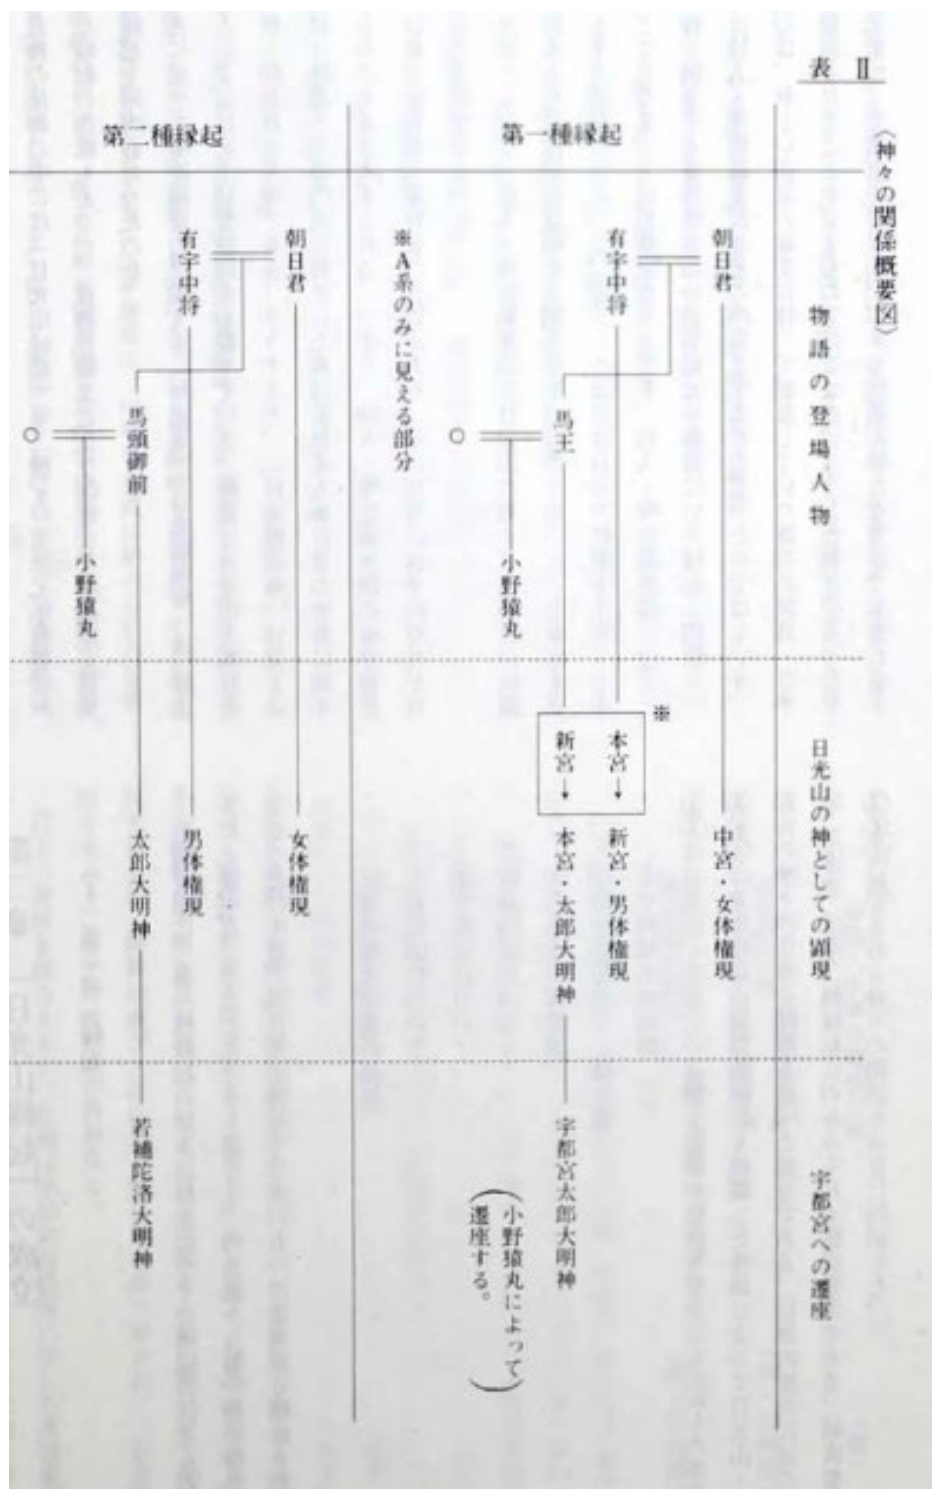 表 Ⅱ
〈神々の関係概要図〉
物語の登場人物
日光山の神としての顕現
宇都宮への遷座
第一種縁起
朝日君
中宮・女体権現
有宇中将
※
本宮→
新宮・男体権現
馬王
新宮→
本宮・太郎大明神
宇都宮太郎大明神
(小野猿丸によって
遷座する。)
小野猿丸
○
※A系のみに見える部分
第二種縁起
朝日君
女体権現
有宇中将
男体権現
馬頭御前
太郎大明神
若補陀洛大明神
小野猿丸
○